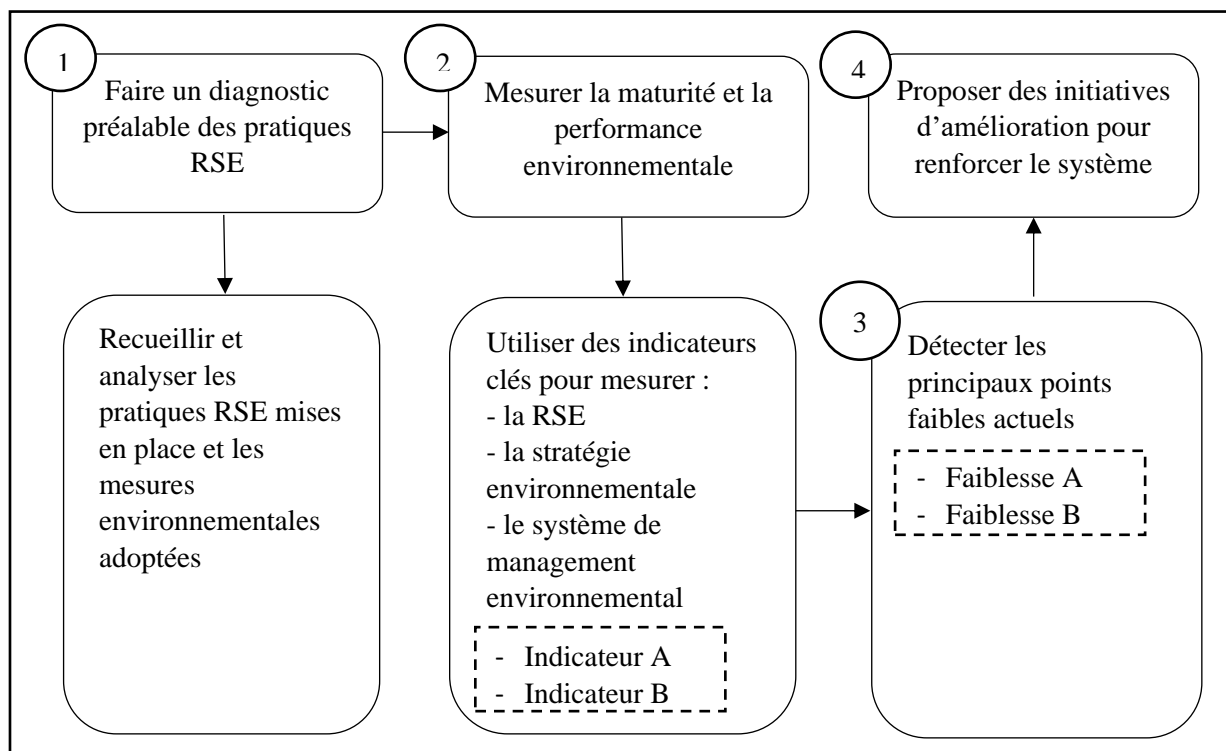 1
Faire un diagnostic
préalable des pratiques
RSE
2
Mesurer la maturité et la
performance
environnementale
4
Proposer des initiatives
d’amélioration pour
renforcer le système
Recueillir et
analyser les
pratiques RSE mises
en place et les
mesures
environnementales
adoptées
Utiliser des indicateurs
clés pour mesurer :
- la RSE
- la stratégie
environnementale
- le système de
management
environnemental
- Indicateur A
- Indicateur B
3
Détecter les
principaux points
faibles actuels
- Faiblesse A
- Faiblesse B